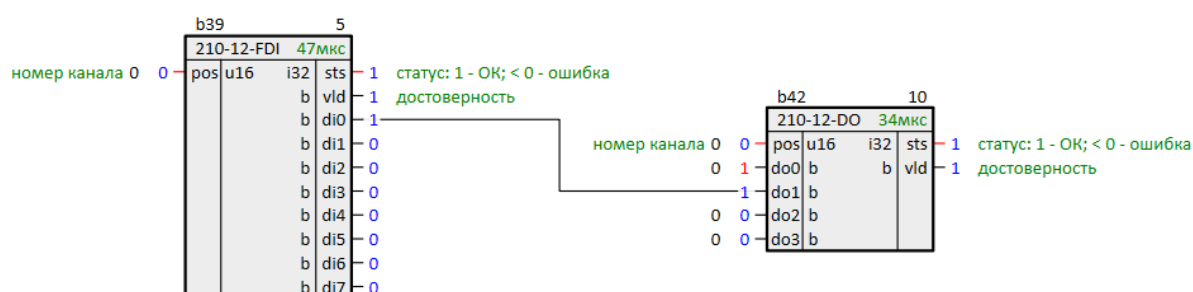 b39 5
210-12-FDI 47мкс
номер канала 0 0 pos u16 i32 sts 1 статус: 1 - ОК; < 0 - ошибка
b vld 1 достоверность
b di0 1
b di1 0
b di2 0
b di3 0
b di4 0
b di5 0
b di6 0
b di7 0
b42 10
210-12-DO 34мкс
номер канала 0 0 pos u16 i32 sts 1 статус: 1 - ОК; < 0 - ошибка
0 1 do0 b b vld 1 достоверность
1 do1 b
0 0 do2 b
0 0 do3 b